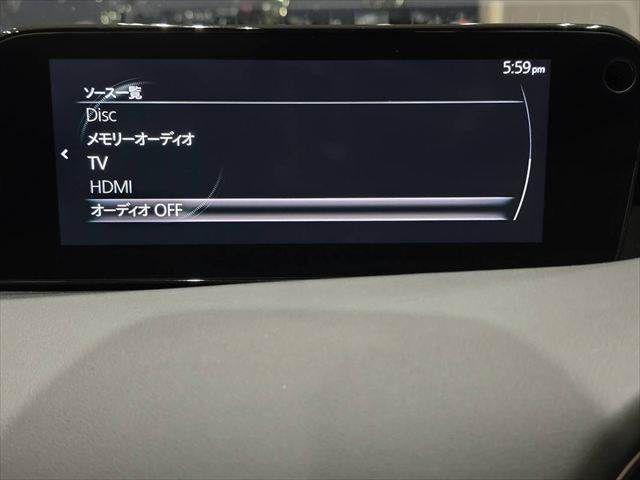 5:59pm
ソース一覧
Disc
メモリーオーディオ
TV
HDMI
オーディオ OFF